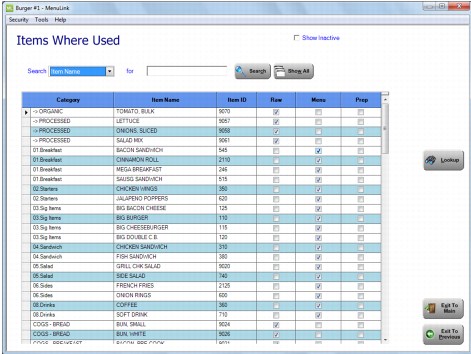 Burger #1 - MenuLink
Security Tools Help
Items Where Used
Show Inactive
Search Item Name for Search Show All
Category Item Name Item ID Raw Menu Prep
-> ORGANIC TOMATO, BULK 9070
-> PROCESSED LETTUCE 9057
-> PROCESSED ONIONS, SLICED 9058
-> PROCESSED SALAD MIX 9061
01.Breakfast BACON SANDWICH 545
01.Breakfast CINNAMON ROLL 2110
01.Breakfast MEGA BREAKFAST 246
01.Breakfast SAUSG SANDWICH 515
02.Starters CHICKEN WINGS 350
02.Starters JALAPENO POPPERS 620
03.Sig Items BIG BACON CHEESE 125
03.Sig Items BIG BURGER 110
03.Sig Items BIG CHEESEBURGER 115
03.Sig Items BIG DOUBLE C.B. 120
04.Sandwich CHICKEN SANDWICH 310
04.Sandwich FISH SANDWICH 380
05.Salad GRILL CHK SALAD 9020
05.Salad SIDE SALAD 740
06.Sides FRENCH FRIES 2125
06.Sides ONION RINGS 600
08.Drinks COFFEE 360
08.Drinks SOFT DRINK 710
COGS - BREAD BUN, SMALL 9024
COGS - BREAD BUN, WHITE 9026
COGS - BREAKFAST BACON, PRE COOK 9021
Lookup
Exit To Main
Exit To Previous